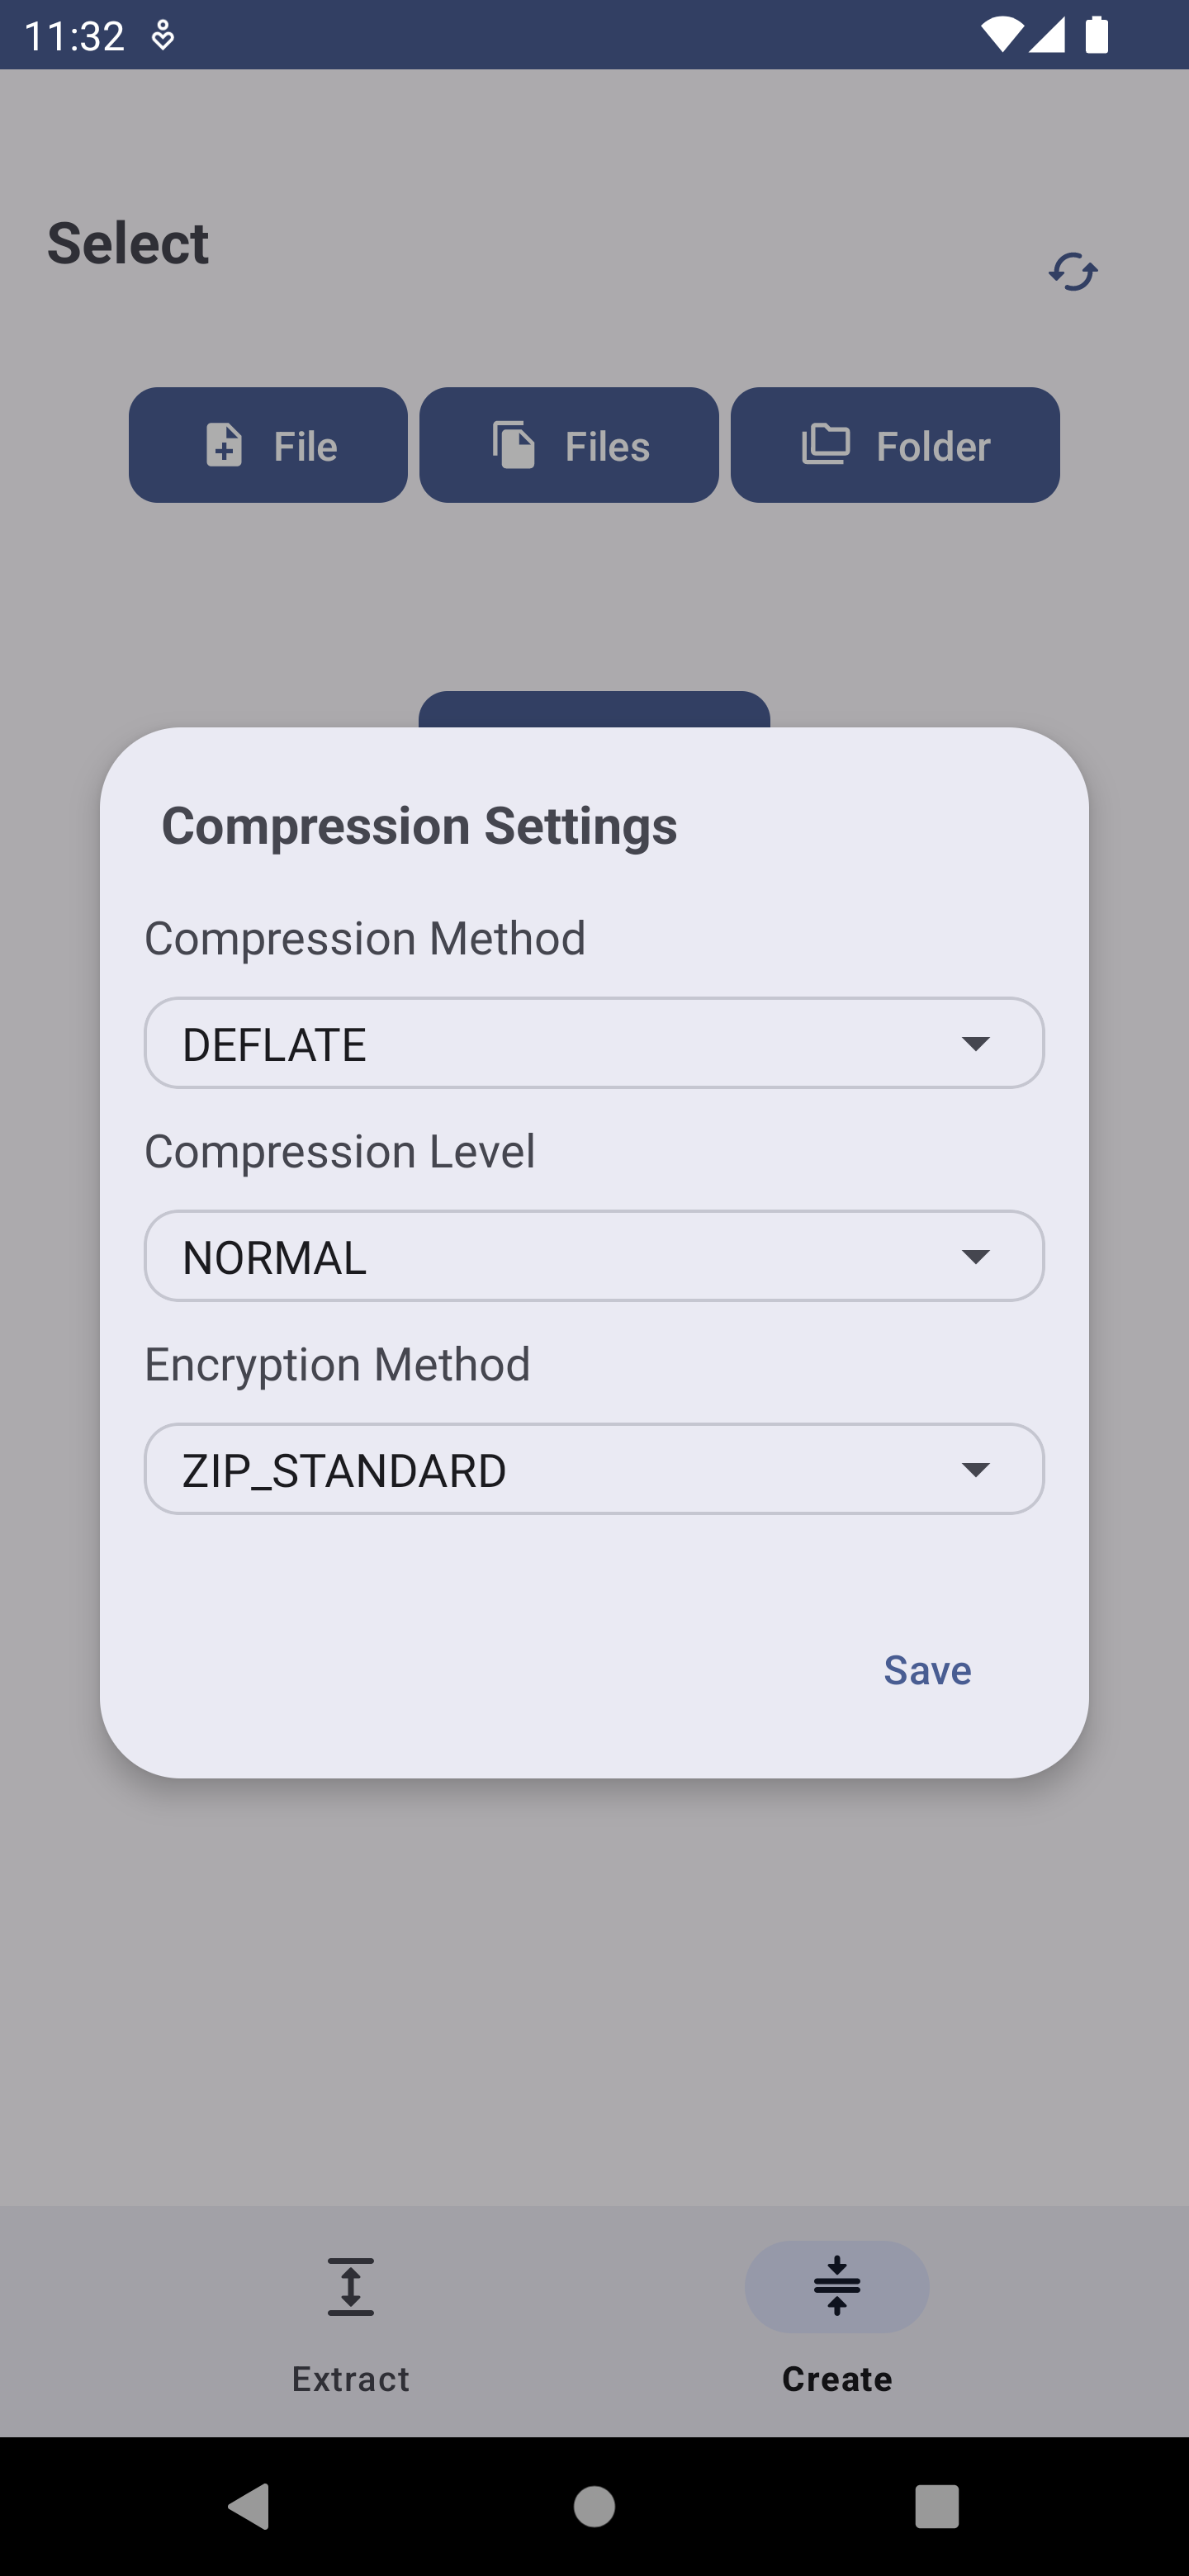 11:32
Select
File
Files
Folder
Compression Settings
Compression Method
DEFLATE
Compression Level
NORMAL
Encryption Method
ZIP_STANDARD
Save
Extract
Create